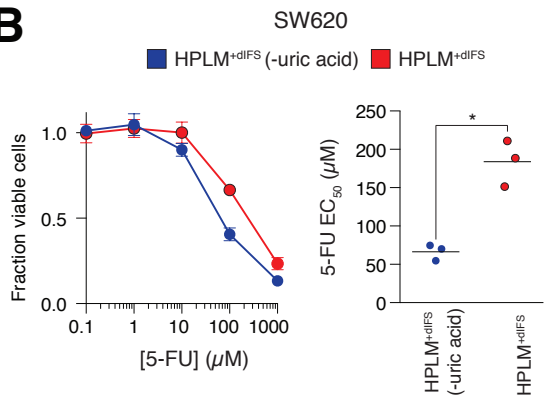 B
SW620
HPLM+dIFS (-uric acid) HPLM+dIFS
Fraction viable cells
1.0
0.5
0.0
0.1 1 10 100 1000
[5-FU] (µM)
5-FU EC50 (µM)
250
200
150
100
50
0
*
HPLM+dIFS
(-uric acid)
HPLM+dIFS